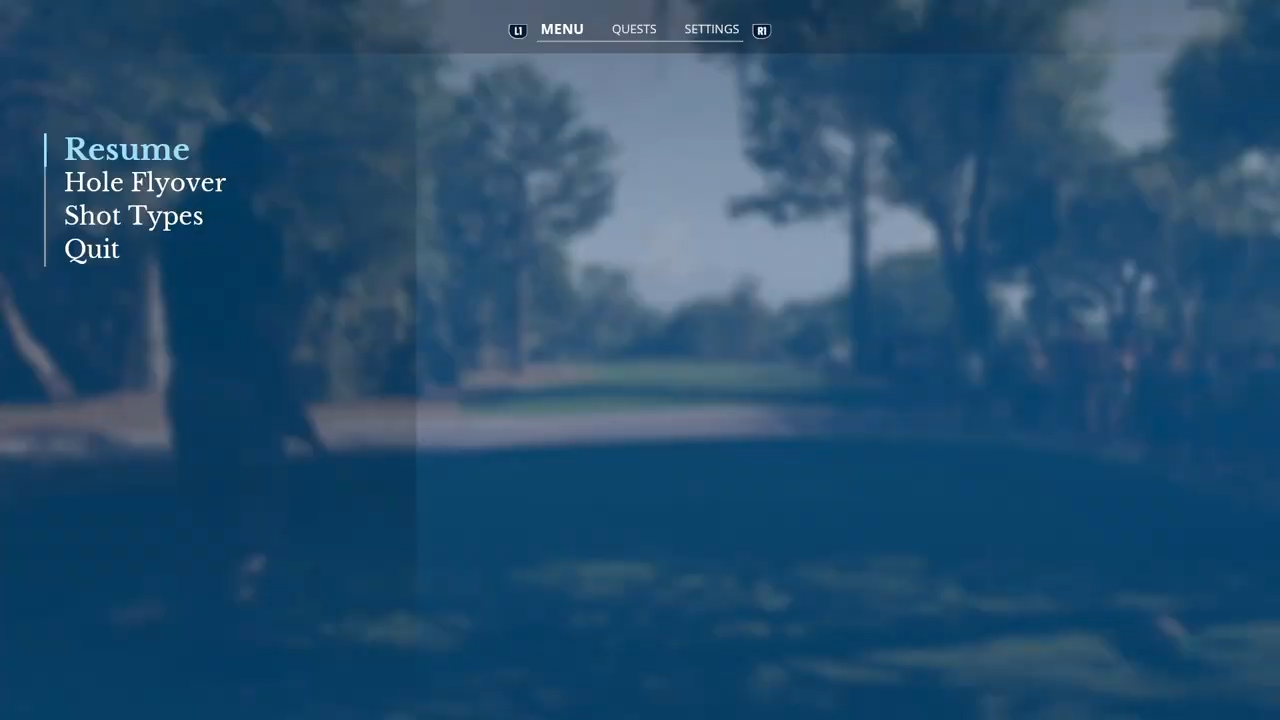 L1 MENU QUESTS SETTINGS R1
Resume
Hole Flyover
Shot Types
Quit